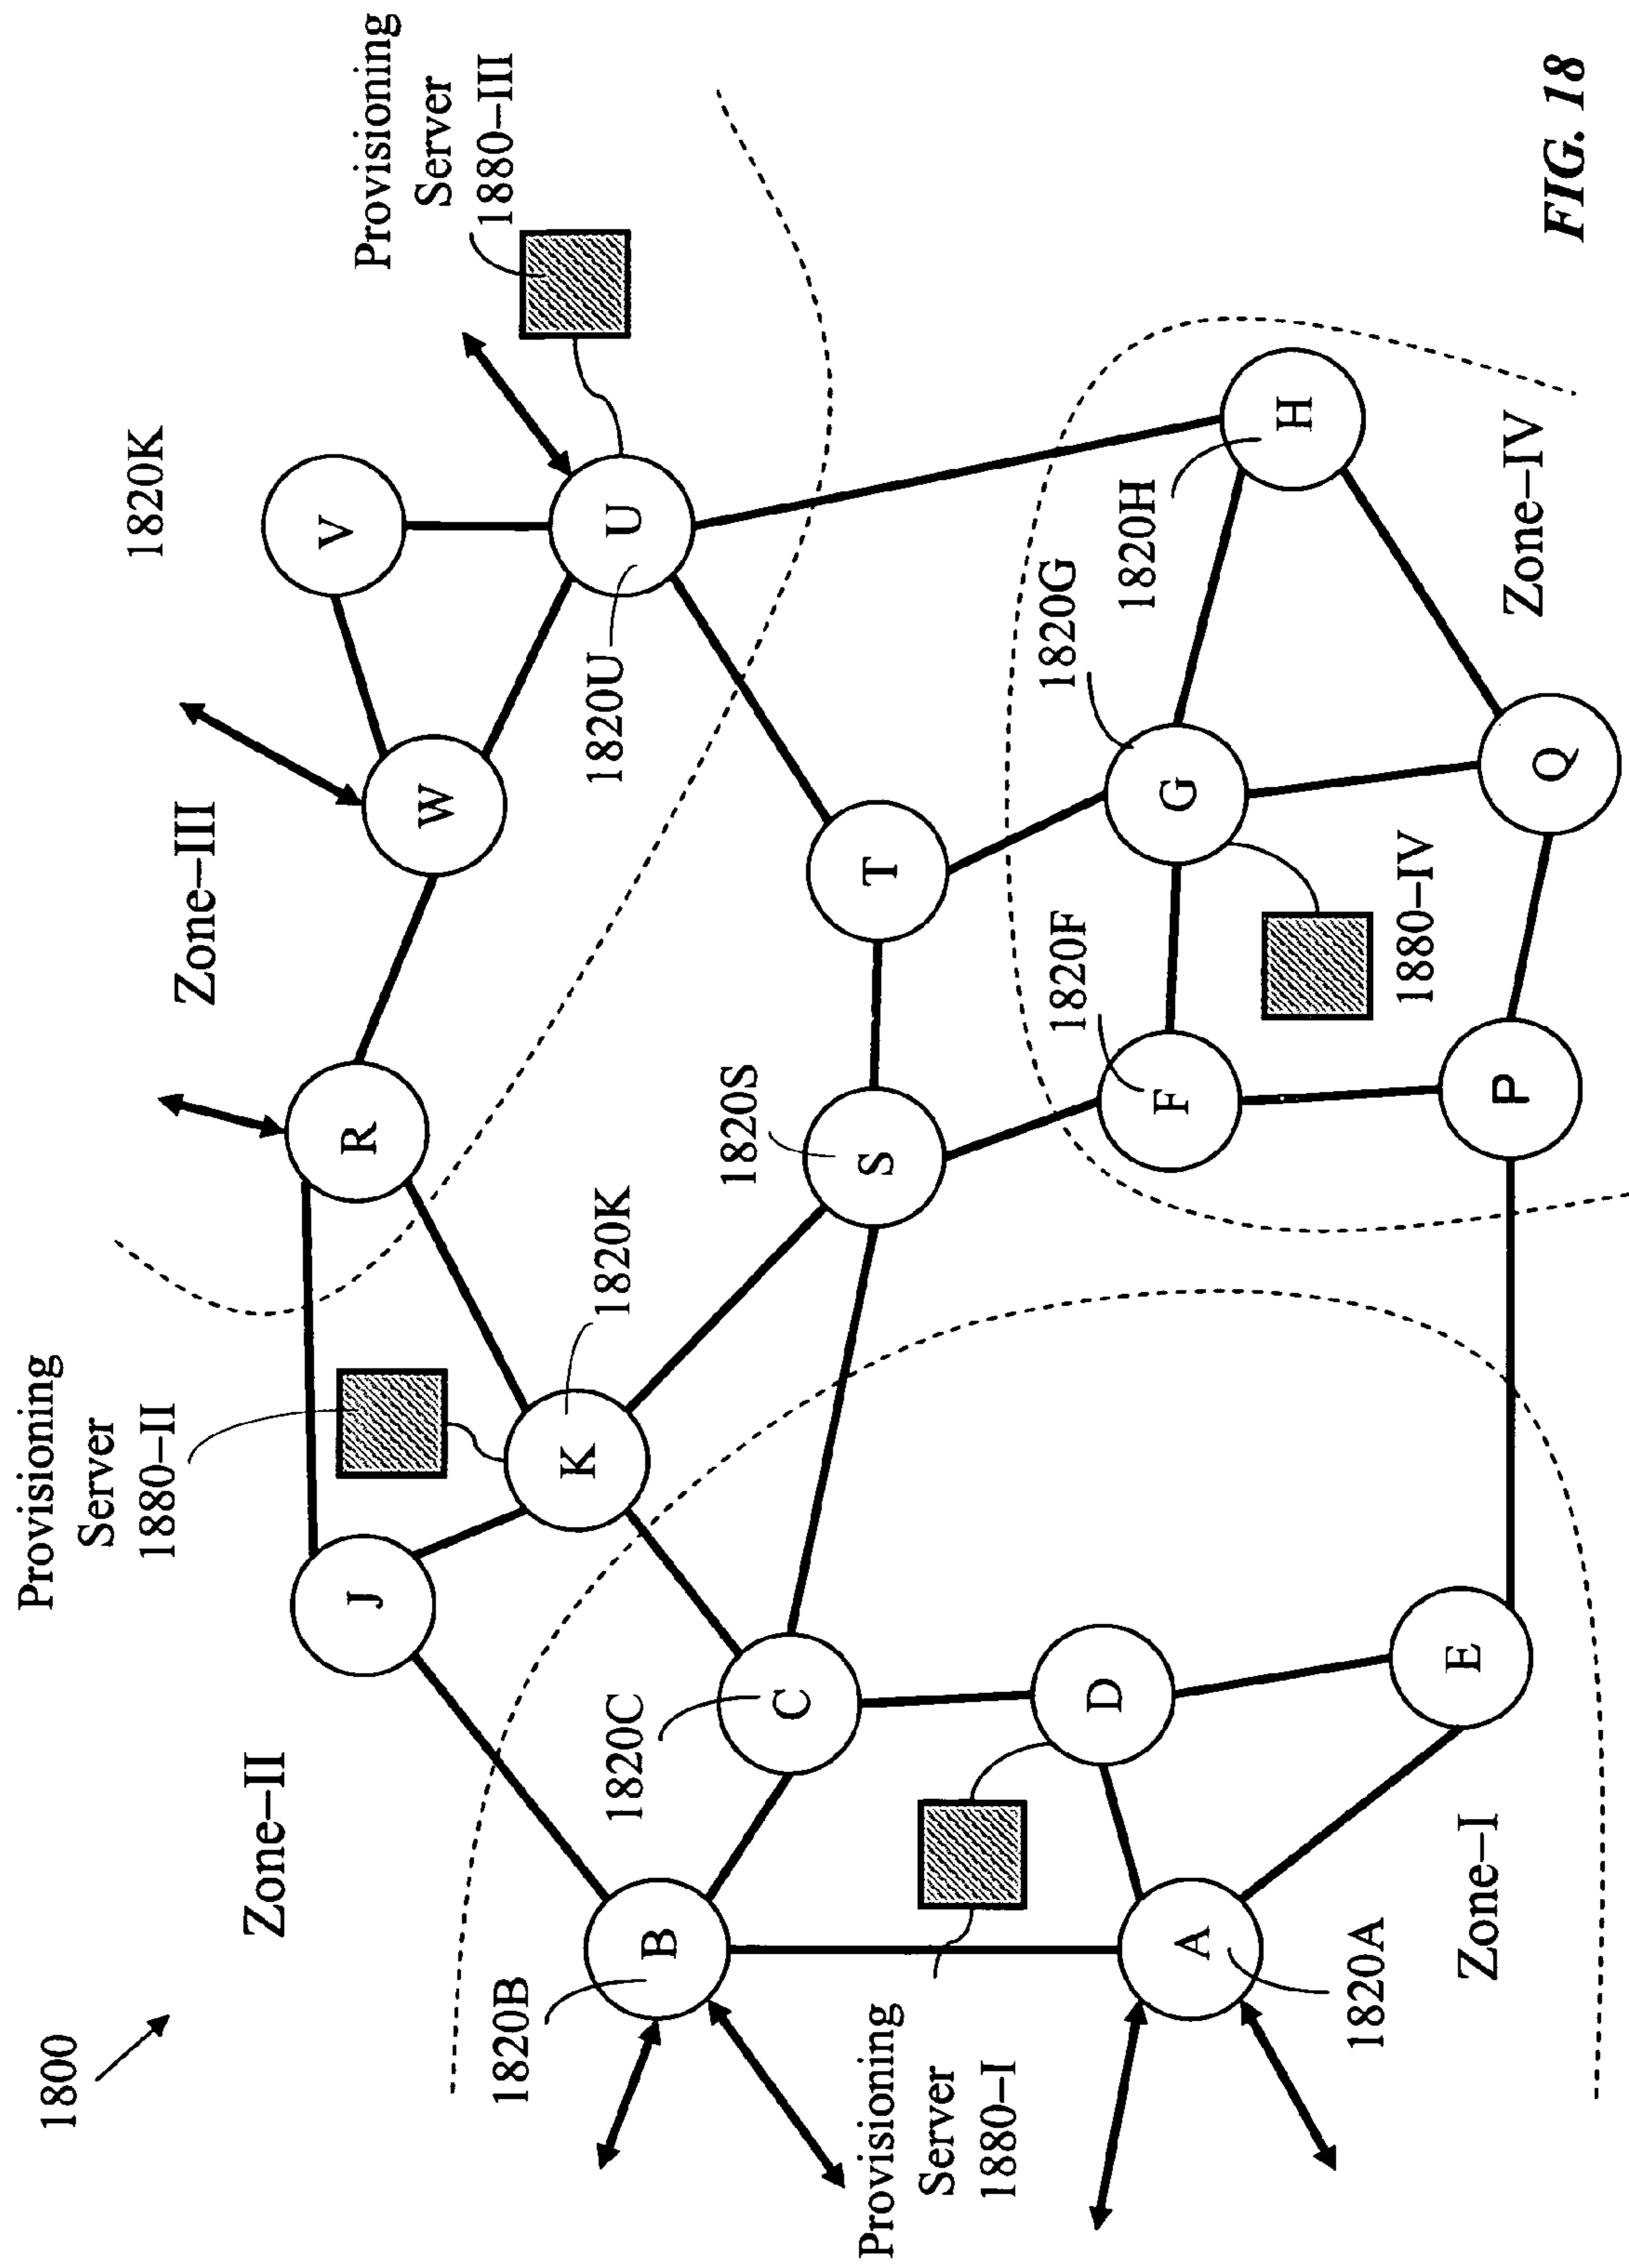 1800
Provisioning
Server
1880–II
Zone–II
Zone–III
1820K
Provisioning
Server
1880–III
J
R
W
V
K
1820K
1820U
U
1820B
B
1820C
C
1820S
S
T
Provisioning
Server
1880–I
D
A
1820A
1820F
F
1820G
G
1820H
H
1880–IV
E
P
Q
Zone–I
Zone–IV
FIG. 18